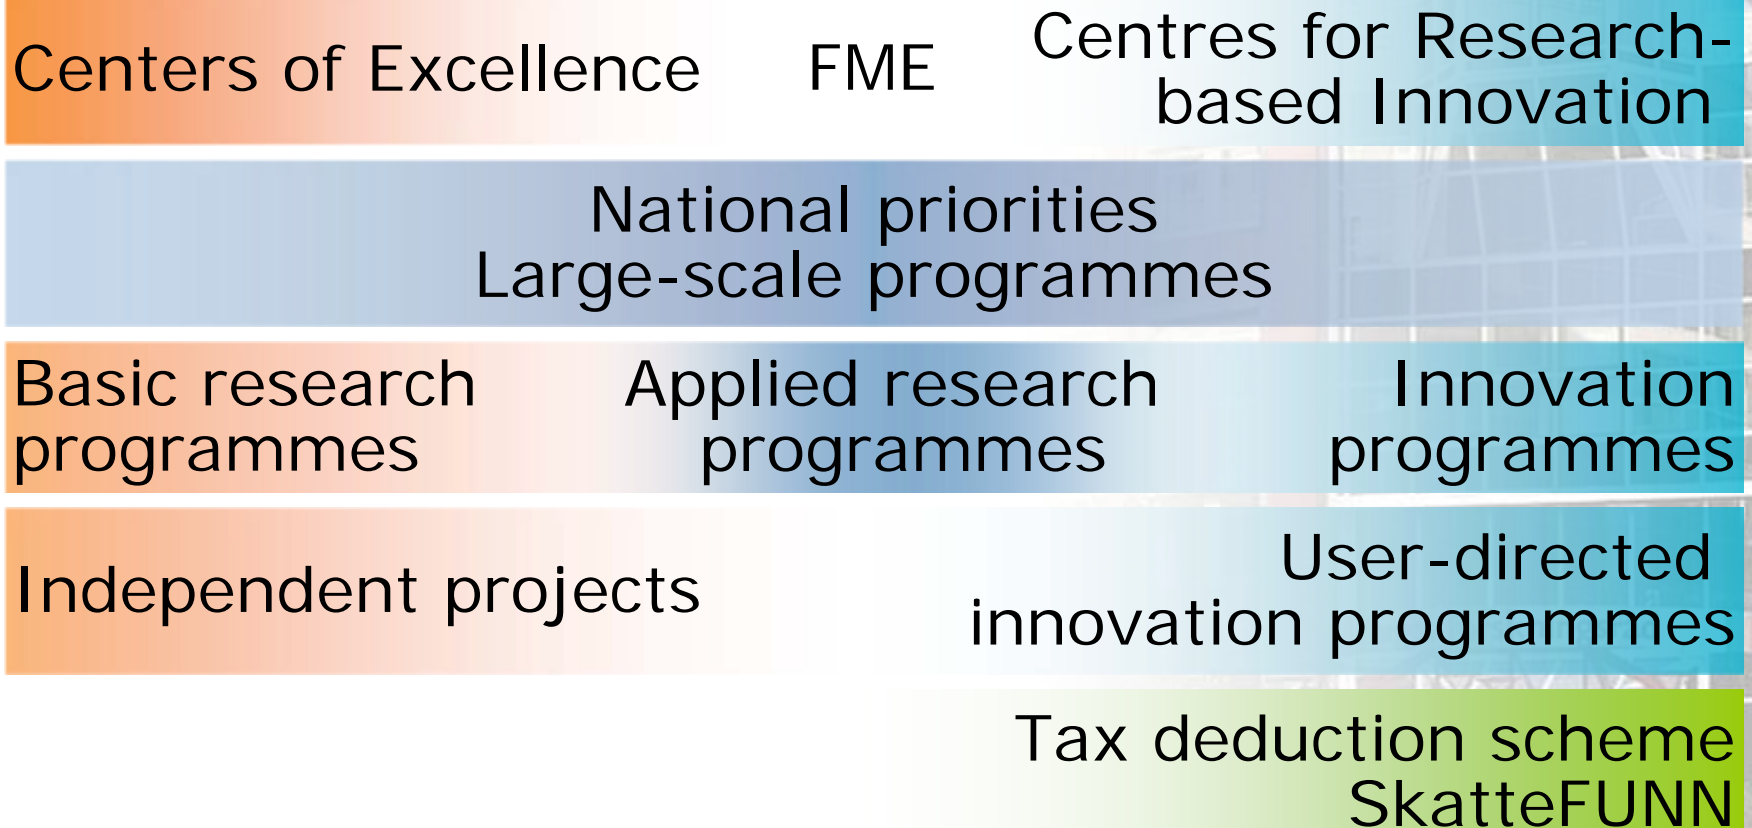 Centers of Excellence
FME
Centres for Research-
based Innovation
National priorities
Large-scale programmes
Basic research
programmes
Applied research
programmes
Innovation
programmes
Independent projects
User-directed
innovation programmes
Tax deduction scheme
SkatteFUNN